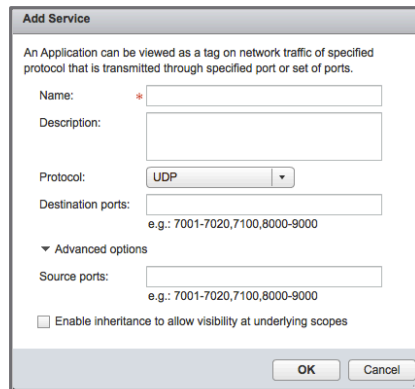 Add Service
An Application can be viewed as a tag on network traffic of specified
protocol that is transmitted through specified port or set of ports.
Name: *
Description:
Protocol: UDP
Destination ports:
e.g.: 7001-7020,7100,8000-9000
Advanced options
Source ports:
e.g.: 7001-7020,7100,8000-9000
Enable inheritance to allow visibility at underlying scopes
OK Cancel